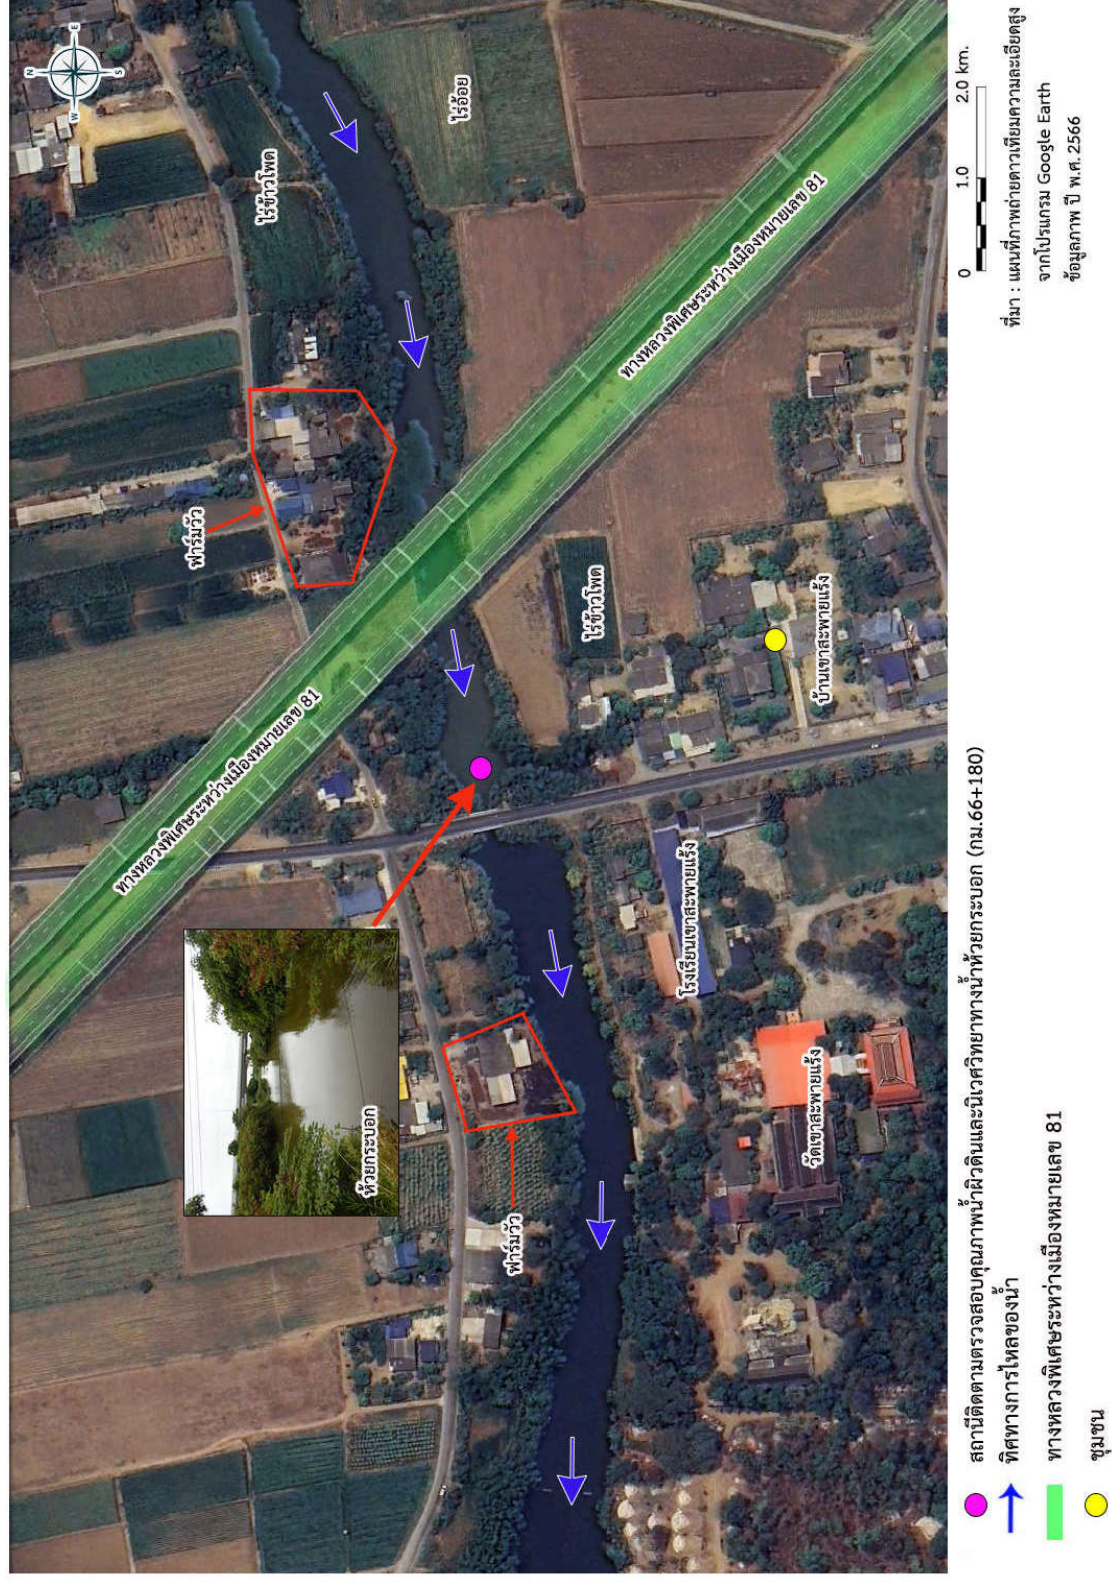 N
E
S
W
ไร่ข้าวโพด
ไร่อ้อย
ฟาร์มวัว
ทางหลวงพิเศษระหว่างเมืองหมายเลข 81
ทางหลวงพิเศษระหว่างเมืองหมายเลข 81
ไร่ข้าวโพด
บ้านเขาสะพายแร้ง
ห้วยกระบอก
โรงเรียนเขาสะพายแร้ง
ฟาร์มวัว
วัดเขาสะพายแร้ง
สถานีติดตามตรวจสอบคุณภาพน้ำผิวดินและนิเวศวิทยาทางน้ำห้วยกระบอก (กม.66+180)
ทิศทางการไหลของน้ำ
ทางหลวงพิเศษระหว่างเมืองหมายเลข 81
ชุมชน
0 1.0 2.0 km.
ที่มา : แผนที่ภาพถ่ายดาวเทียมความละเอียดสูง
จากโปรแกรม Google Earth
ข้อมูลภาพ ปี พ.ศ. 2566